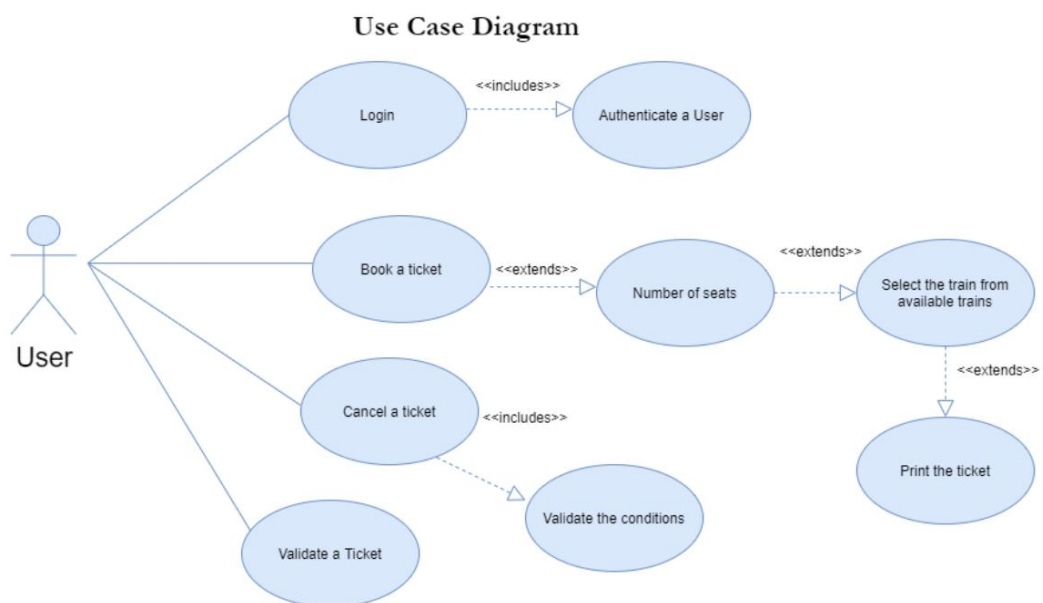 Use Case Diagram
Login
<<includes>>
Authenticate a User
User
Book a ticket
<<extends>>
Number of seats
<<extends>>
Select the train from
available trains
<<extends>>
Print the ticket
Cancel a ticket
<<includes>>
Validate the conditions
Validate a Ticket